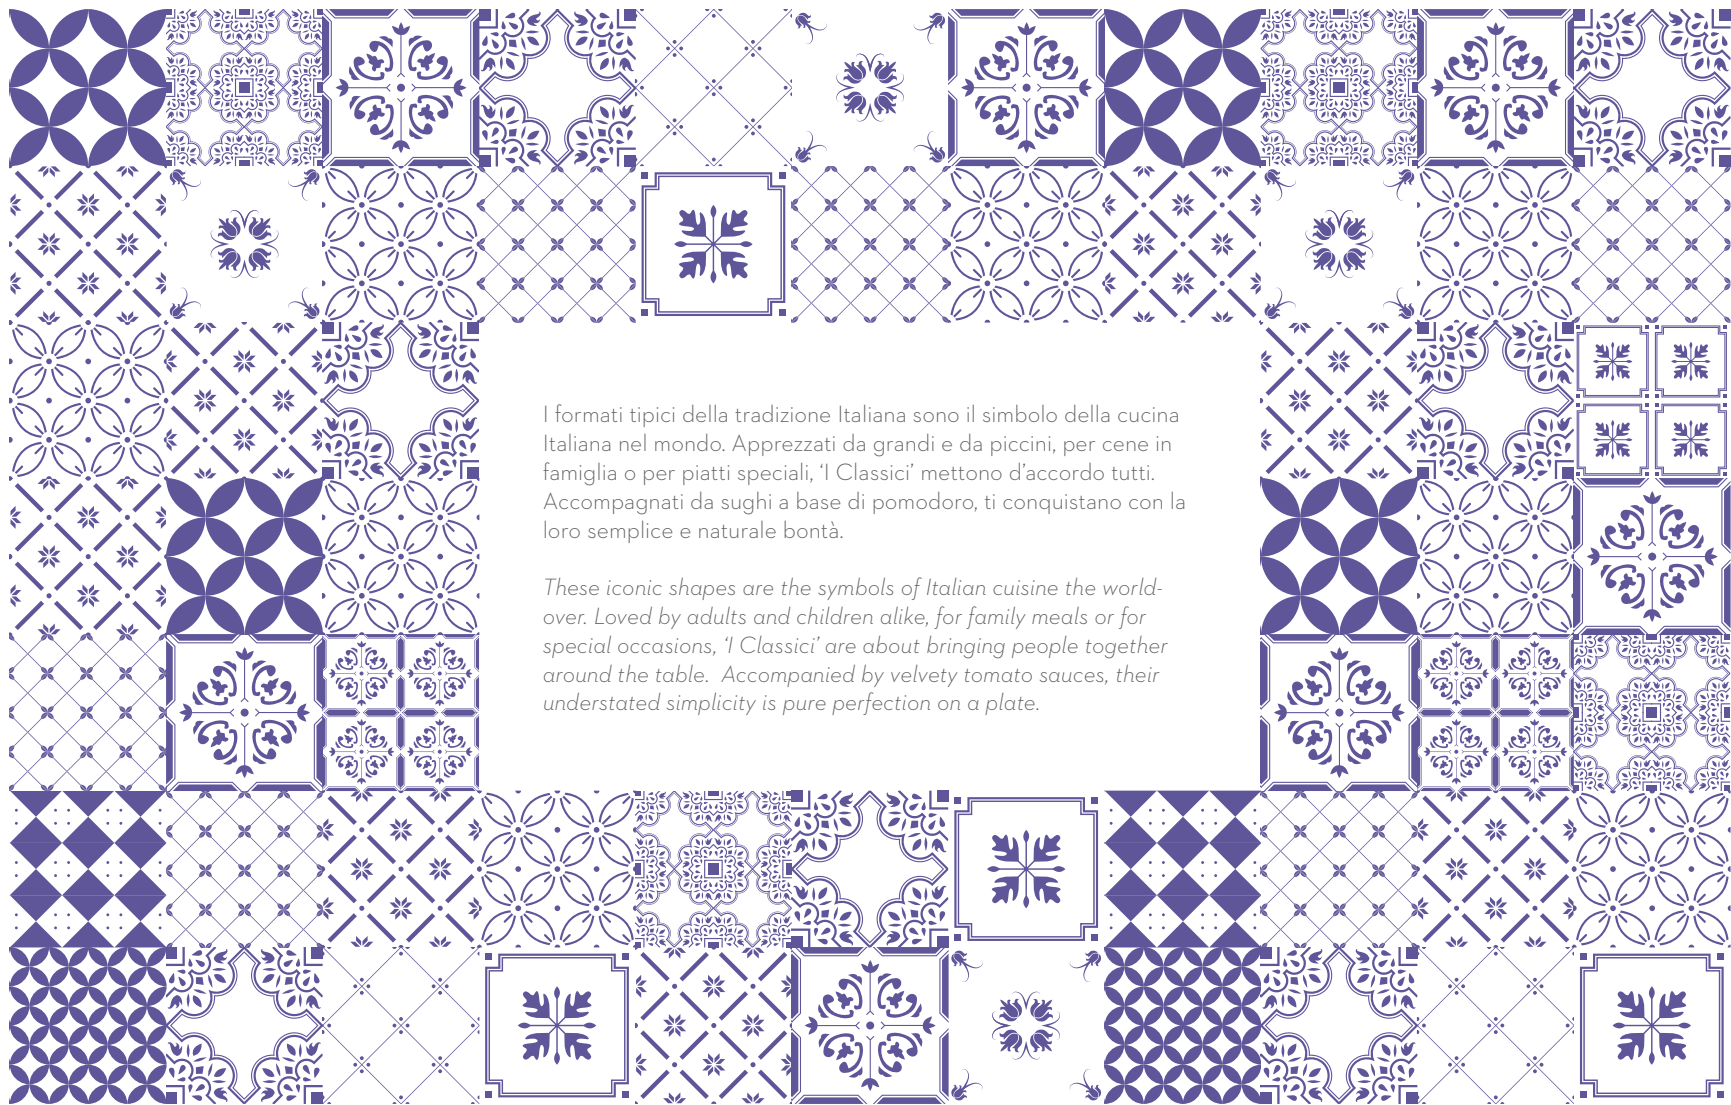 I formati tipici della tradizione Italiana sono il simbolo della cucina
Italiana nel mondo. Apprezzati da grandi e da piccini, per cene in
famiglia o per piatti speciali, ‘I Classici’ mettono d’accordo tutti.
Accompagnati da sughi a base di pomodoro, ti conquistano con la
loro semplice e naturale bontà.
These iconic shapes are the symbols of Italian cuisine the world-
over. Loved by adults and children alike, for family meals or for
special occasions, ‘I Classici’ are about bringing people together
around the table.  Accompanied by velvety tomato sauces, their
understated simplicity is pure perfection on a plate.